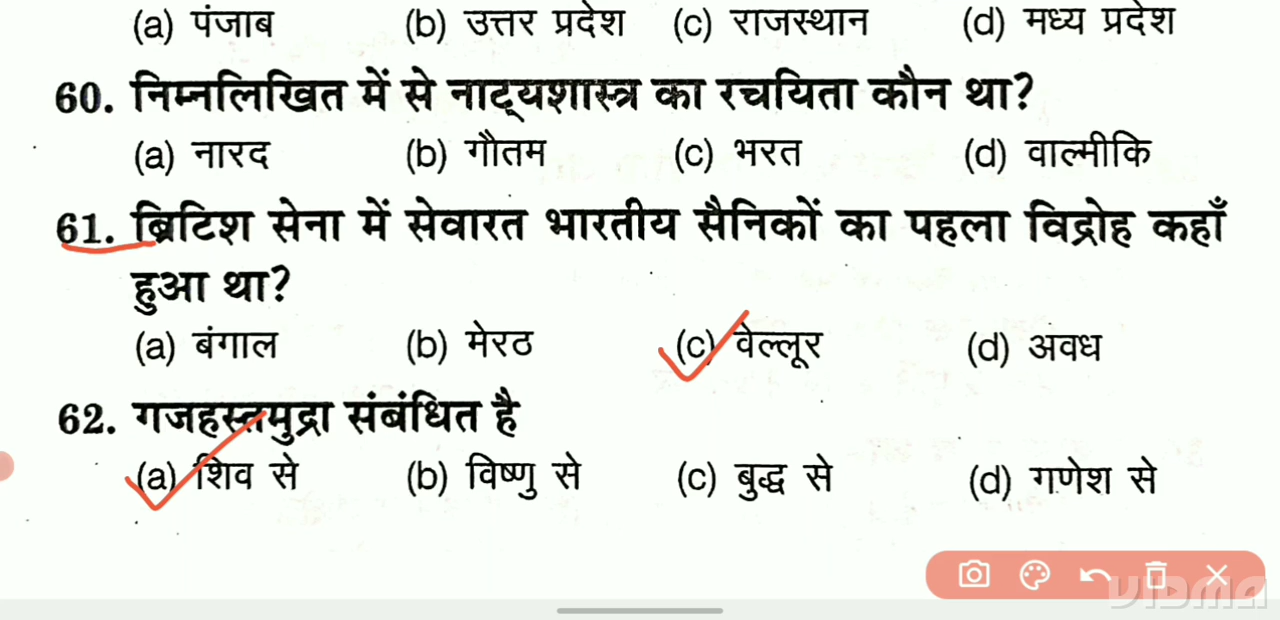 (a) पंजाब (b) उत्तर प्रदेश (c) राजस्थान (d) मध्य प्रदेश
60. निम्नलिखित में से नाट्यशास्त्र का रचयिता कौन था?
(a) नारद (b) गौतम (c) भरत (d) वाल्मीकि
61. ब्रिटिश सेना में सेवारत भारतीय सैनिकों का पहला विद्रोह कहाँ
हुआ था?
(a) बंगाल (b) मेरठ (c) वेल्लूर (d) अवध
62. गजहस्तमुद्रा संबंधित है
(a) शिव से (b) विष्णु से (c) बुद्ध से (d) गणेश से
VIDMA